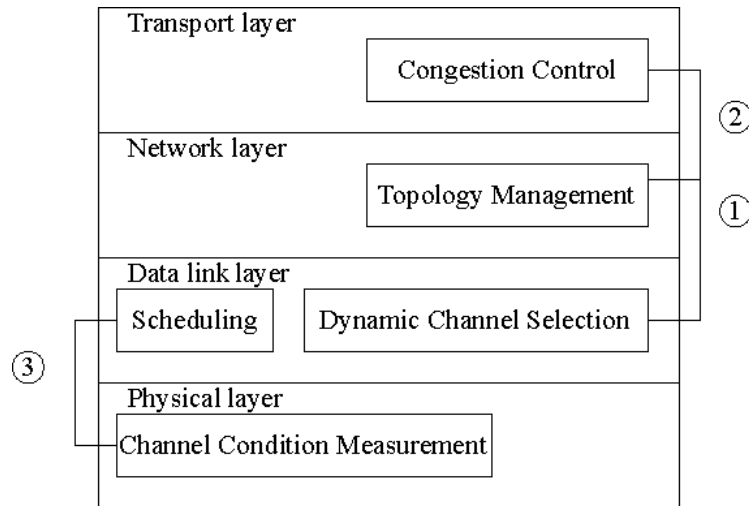 Transport layer
Congestion Control
②
Network layer
Topology Management
①
Data link layer
Scheduling
Dynamic Channel Selection
③
Physical layer
Channel Condition Measurement